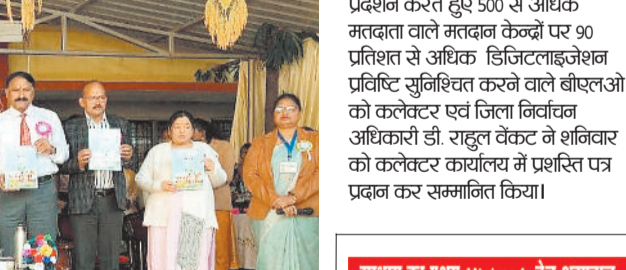 प्रदर्शन करते हुए 500 से अधिक
मतदाता वाले मतदान केन्द्रों पर 90
प्रतिशत से अधिक डिजिटलाइजेशन
प्रविष्टि सुनिश्चित करने वाले बीएलओ
को कलेक्टर एवं जिला निर्वाचन
अधिकारी डी. राहुल वेंकट ने शनिवार
को कलेक्टर कार्यालय में प्रशस्ति पत्र
प्रदान कर सम्मानित किया।